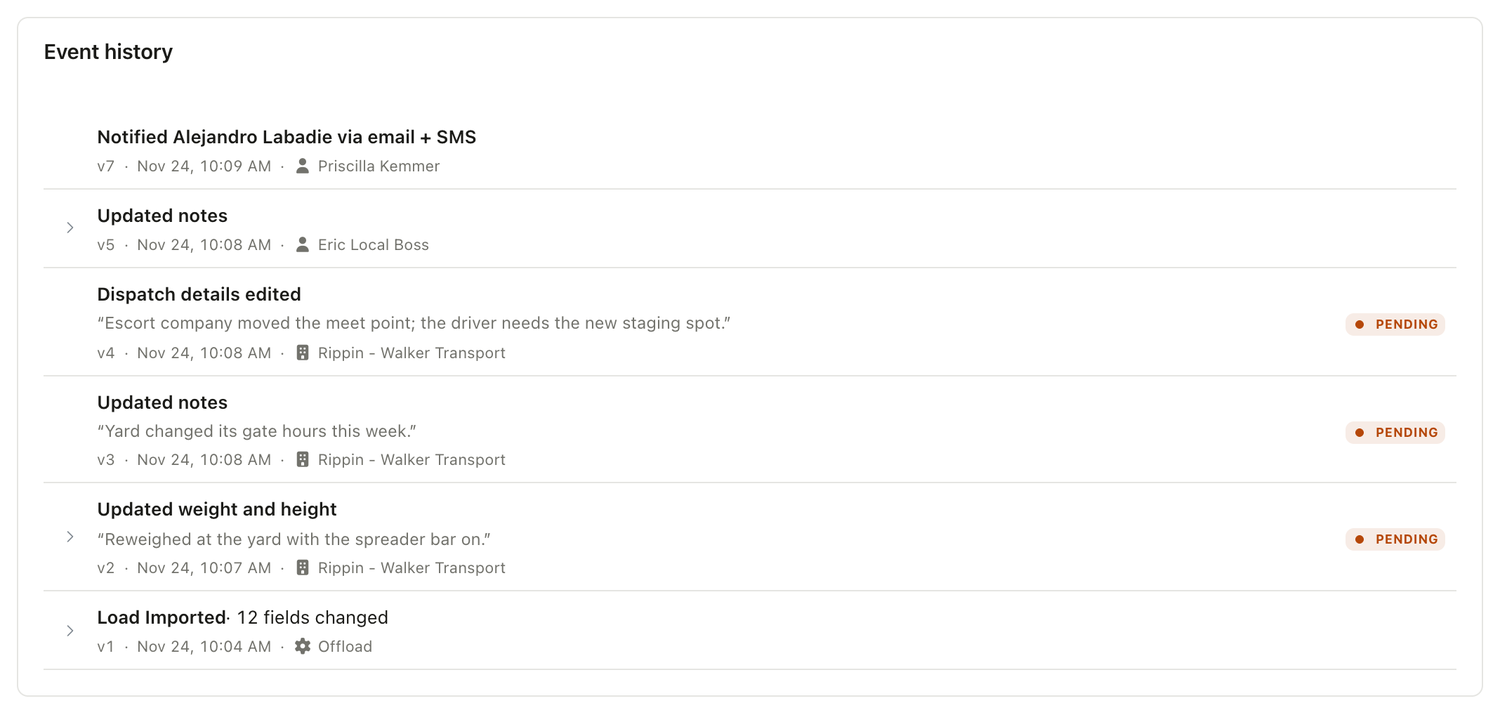 Event history
Notified Alejandro Labadie via email + SMS
v7 · Nov 24, 10:09 AM · Priscilla Kemmer
Updated notes
v5 · Nov 24, 10:08 AM · Eric Local Boss
Dispatch details edited
“Escort company moved the meet point; the driver needs the new staging spot.”
PENDING
v4 · Nov 24, 10:08 AM · Rippin - Walker Transport
Updated notes
“Yard changed its gate hours this week.”
PENDING
v3 · Nov 24, 10:08 AM · Rippin - Walker Transport
Updated weight and height
“Reweighed at the yard with the spreader bar on.”
PENDING
v2 · Nov 24, 10:07 AM · Rippin - Walker Transport
Load Imported· 12 fields changed
v1 · Nov 24, 10:04 AM · Offload